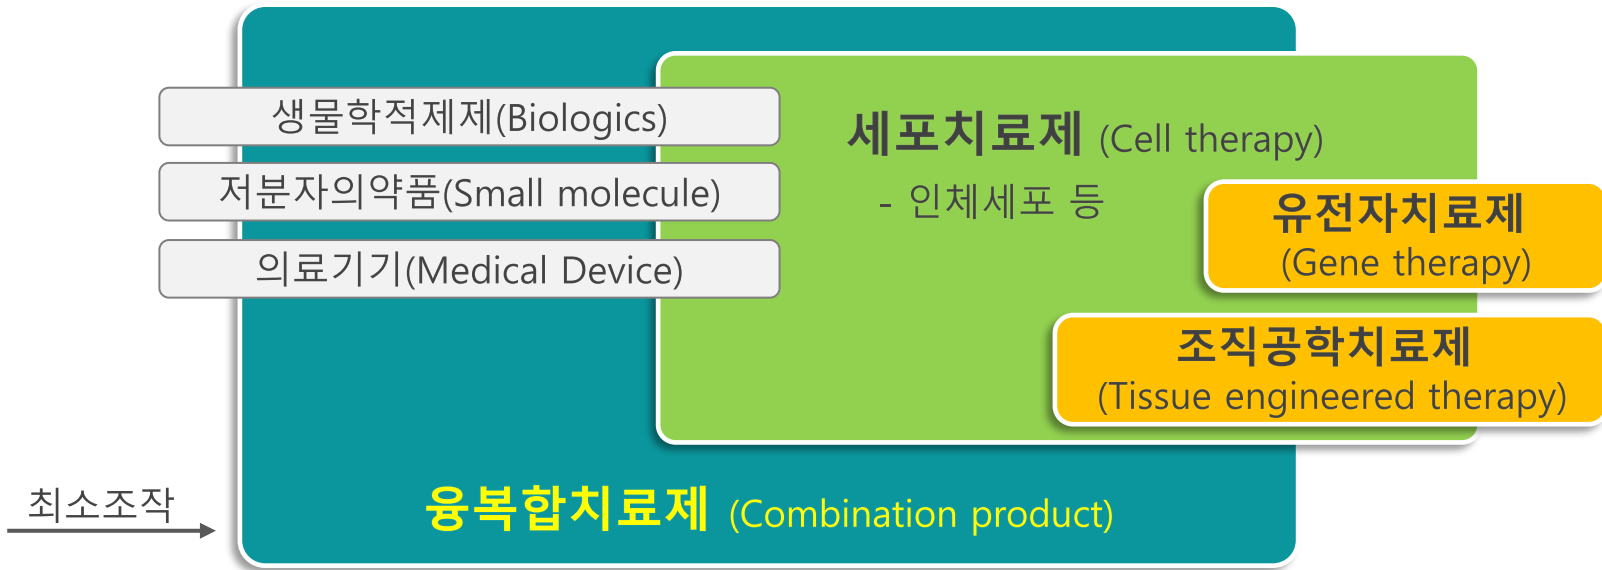 생물학적제제(Biologics)
저분자의약품(Small molecule)
의료기기(Medical Device)
세포치료제 (Cell therapy)
- 인체세포 등
유전자치료제
(Gene therapy)
조직공학치료제
(Tissue engineered therapy)
최소조작
융복합치료제 (Combination product)